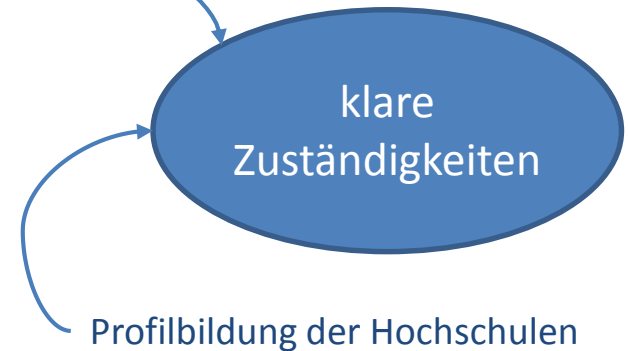 klare
Zuständigkeiten
Profilbildung der Hochschulen